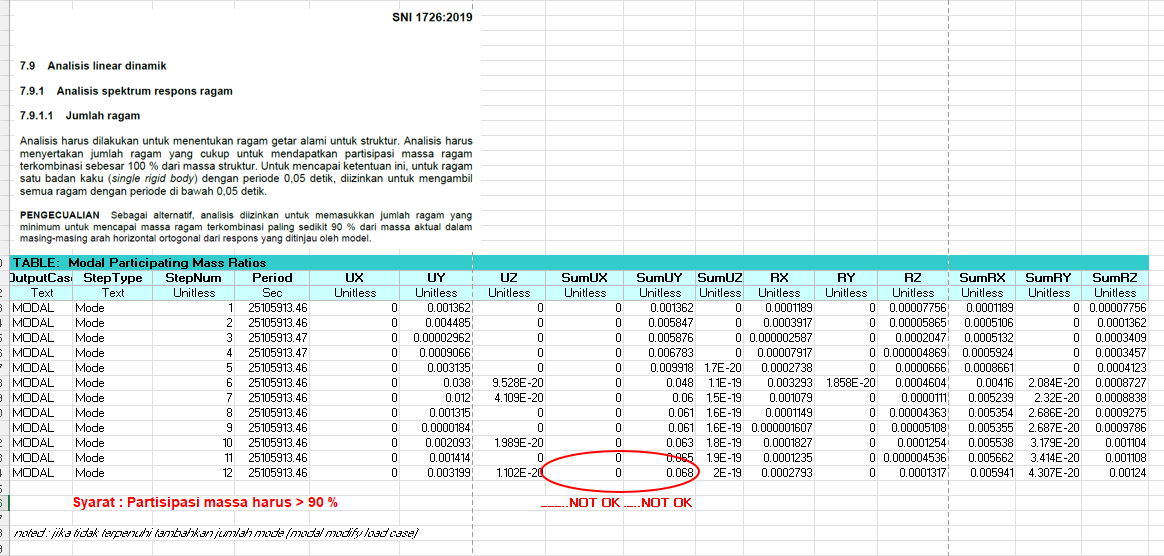 SNI 1726:2019
7.9 Analisis linear dinamik
7.9.1 Analisis spektrum respons ragam
7.9.1.1 Jumlah ragam
Analisis harus dilakukan untuk menentukan ragam getar alami untuk struktur. Analisis harus
menyertakan jumlah ragam yang cukup untuk mendapatkan partisipasi massa ragam
terkombinasi sebesar 100 % dari massa struktur. Untuk mencapai ketentuan ini, untuk ragam
satu badan kaku (single rigid body) dengan periode 0,05 detik, diizinkan untuk mengambil
semua ragam dengan periode di bawah 0,05 detik.
PENGECUALIAN Sebagai alternatif, analisis diizinkan untuk memasukkan jumlah ragam yang
minimum untuk mencapai massa ragam terkombinasi paling sedikit 90 % dari massa aktual dalam
masing-masing arah horizontal ortogonal dari respons yang ditinjau oleh model.
TABLE: Modal Participating Mass Ratios
OutputCas StepType StepNum Period UX UY UZ SumUX SumUY SumUZ RX RY RZ SumRX SumRY SumRZ
Text Text Unitless Sec Unitless Unitless Unitless Unitless Unitless Unitless Unitless Unitless Unitless Unitless Unitless Unitless
MODAL Mode 1 25105913.46 0 0.001362 0 0 0.001362 0 0.0001189 0 0.00007756 0.0001189 0 0.00007756
MODAL Mode 2 25105913.46 0 0.004485 0 0 0.005847 0 0.0003917 0 0.00005865 0.0005106 0 0.0001362
MODAL Mode 3 25105913.47 0 0.00002962 0 0 0.005876 0 0.000002587 0 0.0002047 0.0005132 0 0.0003409
MODAL Mode 4 25105913.47 0 0.0009066 0 0 0.006783 0 0.00007917 0 0.000004869 0.0005924 0 0.0003457
MODAL Mode 5 25105913.46 0 0.003135 0 0 0.009918 1.7E-20 0.0002738 0 0.0000666 0.0008661 0 0.0004123
MODAL Mode 6 25105913.46 0 0.038 9.528E-20 0 0.048 1.1E-19 0.003293 1.858E-20 0.0004604 0.00416 2.084E-20 0.0008727
MODAL Mode 7 25105913.46 0 0.012 4.109E-20 0 0.06 1.5E-19 0.001079 0 0.0000111 0.005239 2.32E-20 0.0008838
MODAL Mode 8 25105913.46 0 0.001315 0 0 0.061 1.6E-19 0.0001149 0 0.00004363 0.005354 2.686E-20 0.0009275
MODAL Mode 9 25105913.46 0 0.0000184 0 0 0.061 1.6E-19 0.000001607 0 0.00005108 0.005355 2.687E-20 0.0009786
MODAL Mode 10 25105913.46 0 0.002093 1.989E-20 0 0.063 1.8E-19 0.0001827 0 0.0001254 0.005538 3.179E-20 0.001104
MODAL Mode 11 25105913.46 0 0.001414 0 0 0.065 1.9E-19 0.0001235 0 0.000004536 0.005662 3.414E-20 0.001108
MODAL Mode 12 25105913.46 0 0.003199 1.102E-20 0 0.068 2E-19 0.0002793 0 0.0001317 0.005941 4.307E-20 0.00124
Syarat : Partisipasi massa harus > 90 % ......NOT OK .....NOT OK
noted : jika tidak terpenuhi tambahkan jumlah mode (modal modify load case)